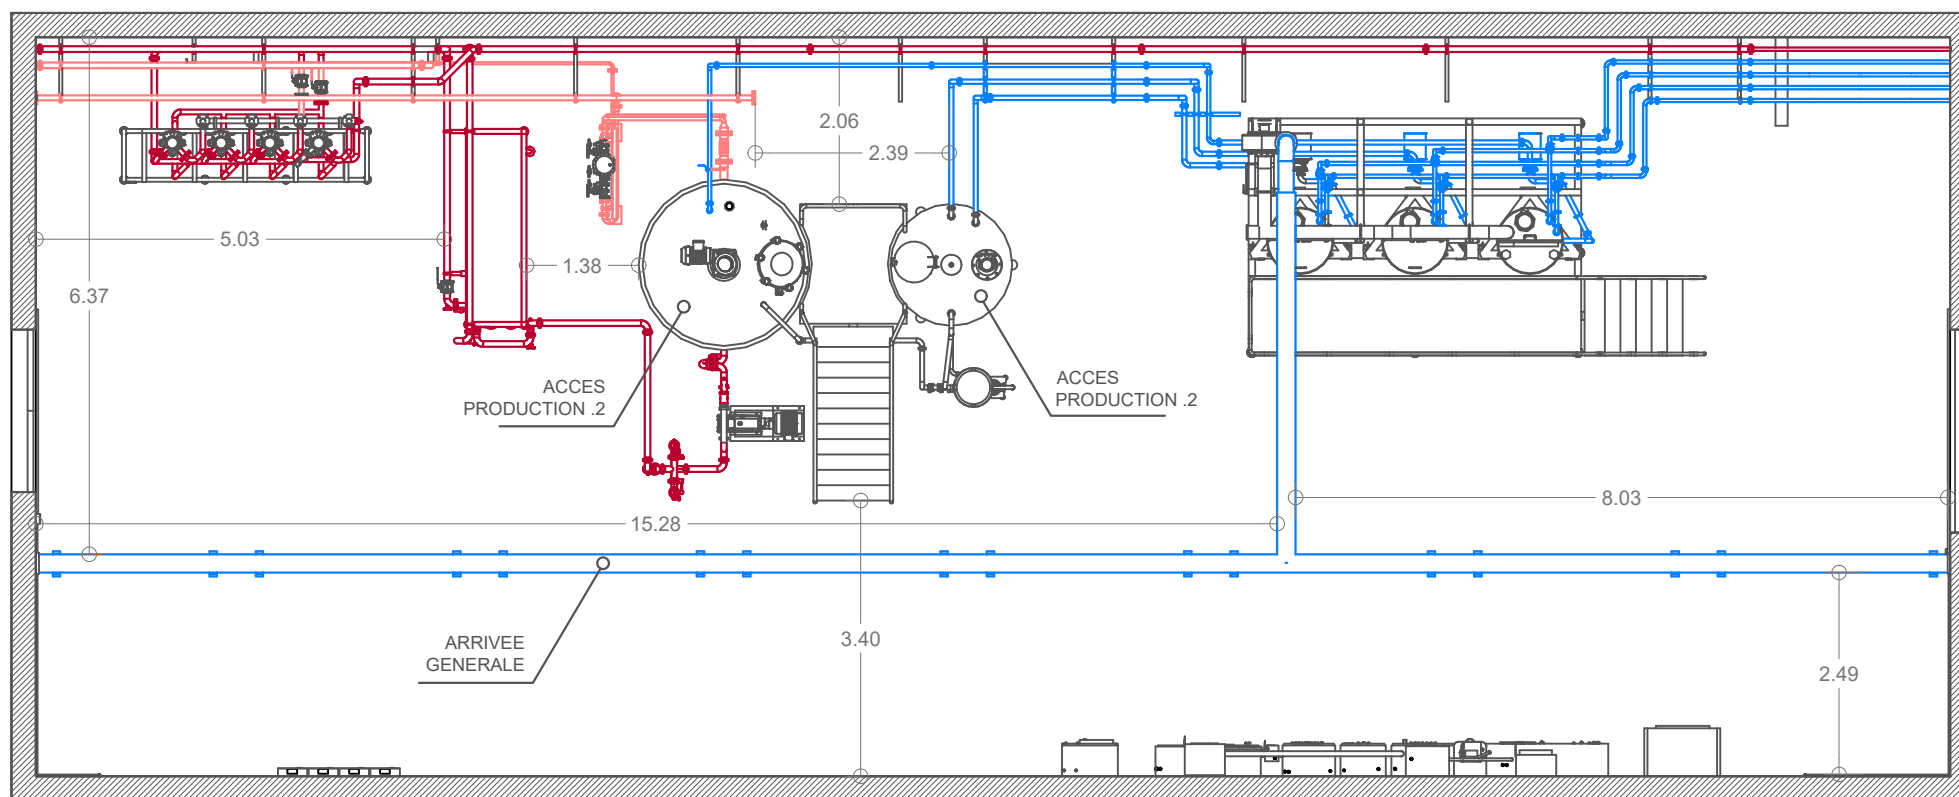 2.06
2.39
5.03
1.38
6.37
ACCES
PRODUCTION .2
ACCES
PRODUCTION .2
8.03
15.28
ARRIVEE
GENERALE
3.40
2.49